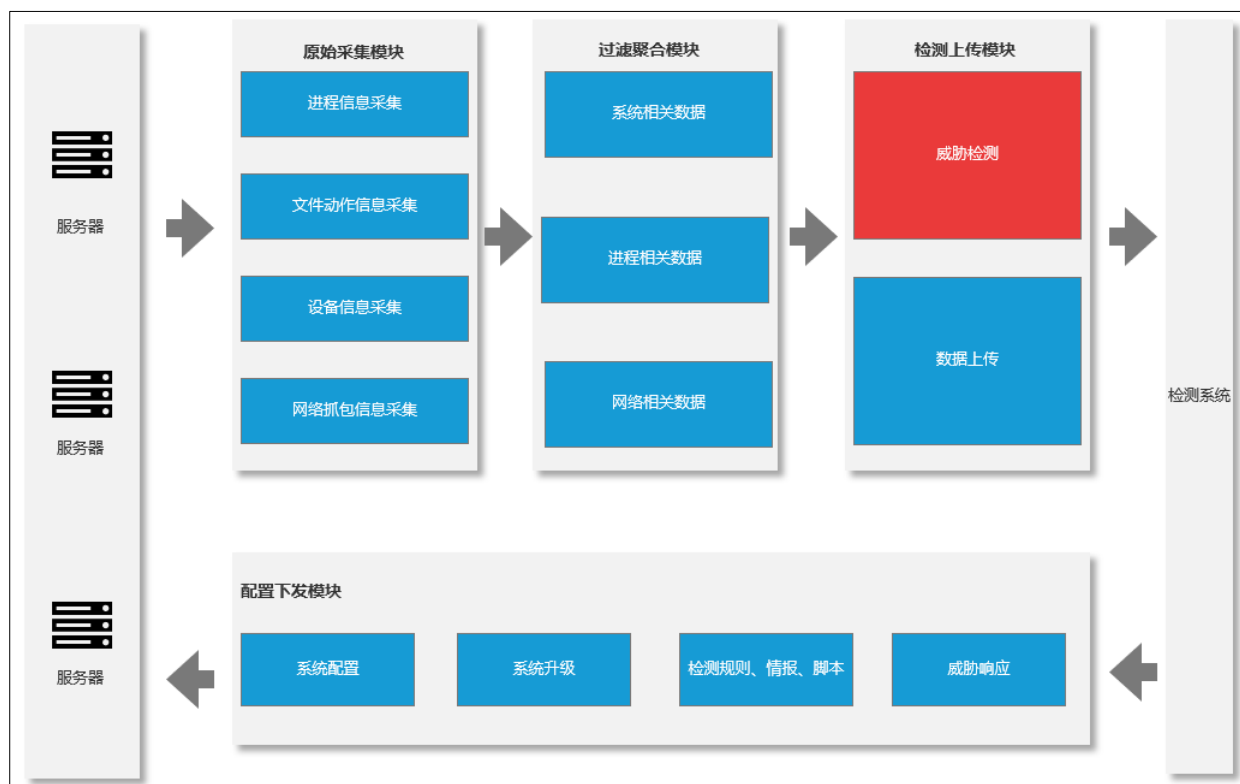 服务器
服务器
服务器
原始采集模块
进程信息采集
文件动作信息采集
设备信息采集
网络抓包信息采集
过滤聚合模块
系统相关数据
进程相关数据
网络相关数据
检测上传模块
威胁检测
数据上传
检测系统
配置下发模块
系统配置
系统升级
检测规则、情报、脚本
威胁响应